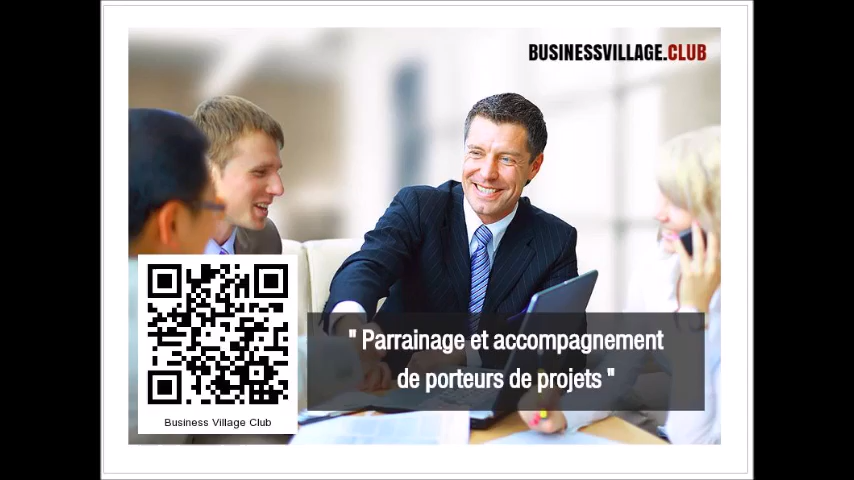 BUSINESSVILLAGE.CLUB
" Parrainage et accompagnement
de porteurs de projets "
Business Village Club